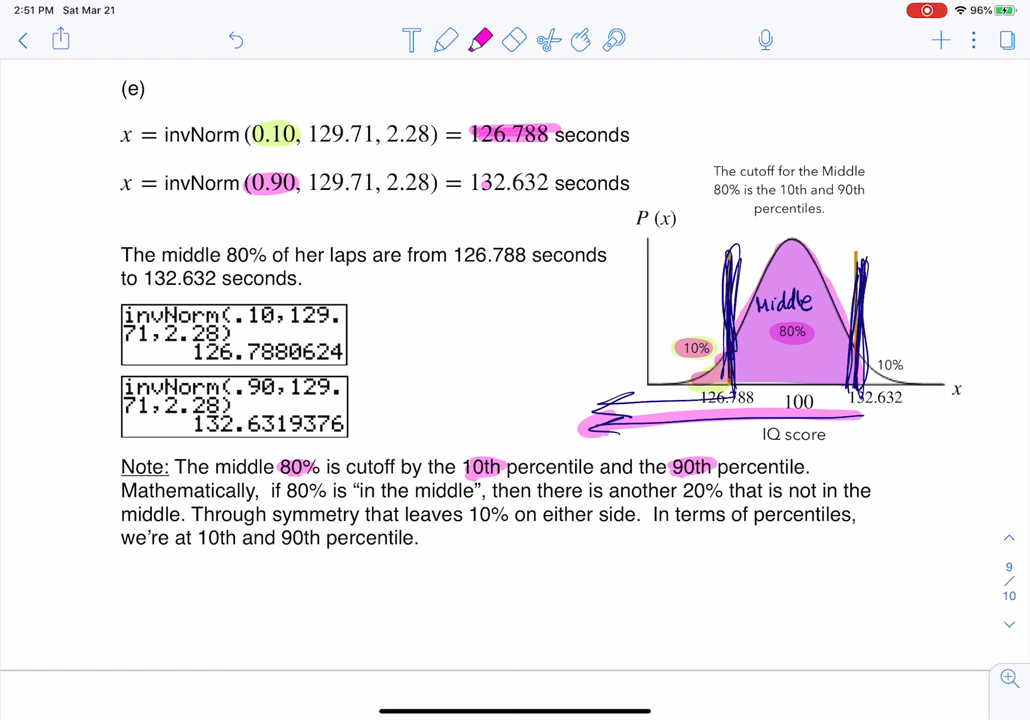 2:51 PM Sat Mar 21
96%
T
(e)
x = invNorm (0.10, 129.71, 2.28) = 126.788 seconds
x = invNorm (0.90, 129.71, 2.28) = 132.632 seconds
The cutoff for the Middle
80% is the 10th and 90th
percentiles.
P (x)
The middle 80% of her laps are from 126.788 seconds
to 132.632 seconds.
Middle
80%
10%
10%
126.788
100
132.632
x
IQ score
invNorm(.10,129.
71,2.28)
126.7880624
invNorm(.90,129.
71,2.28)
132.6319376
Note: The middle 80% is cutoff by the 10th percentile and the 90th percentile.
Mathematically, if 80% is “in the middle”, then there is another 20% that is not in the
middle. Through symmetry that leaves 10% on either side. In terms of percentiles,
we’re at 10th and 90th percentile.
9
/
10